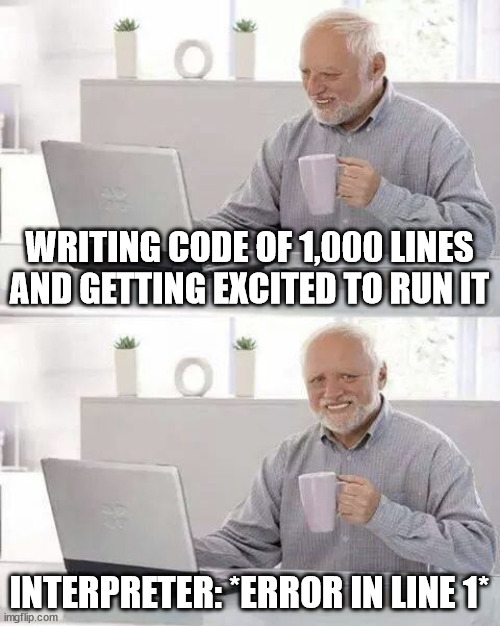 WRITING CODE OF 1,000 LINES
AND GETTING EXCITED TO RUN IT
INTERPRETER: *ERROR IN LINE 1*
imgflip.com